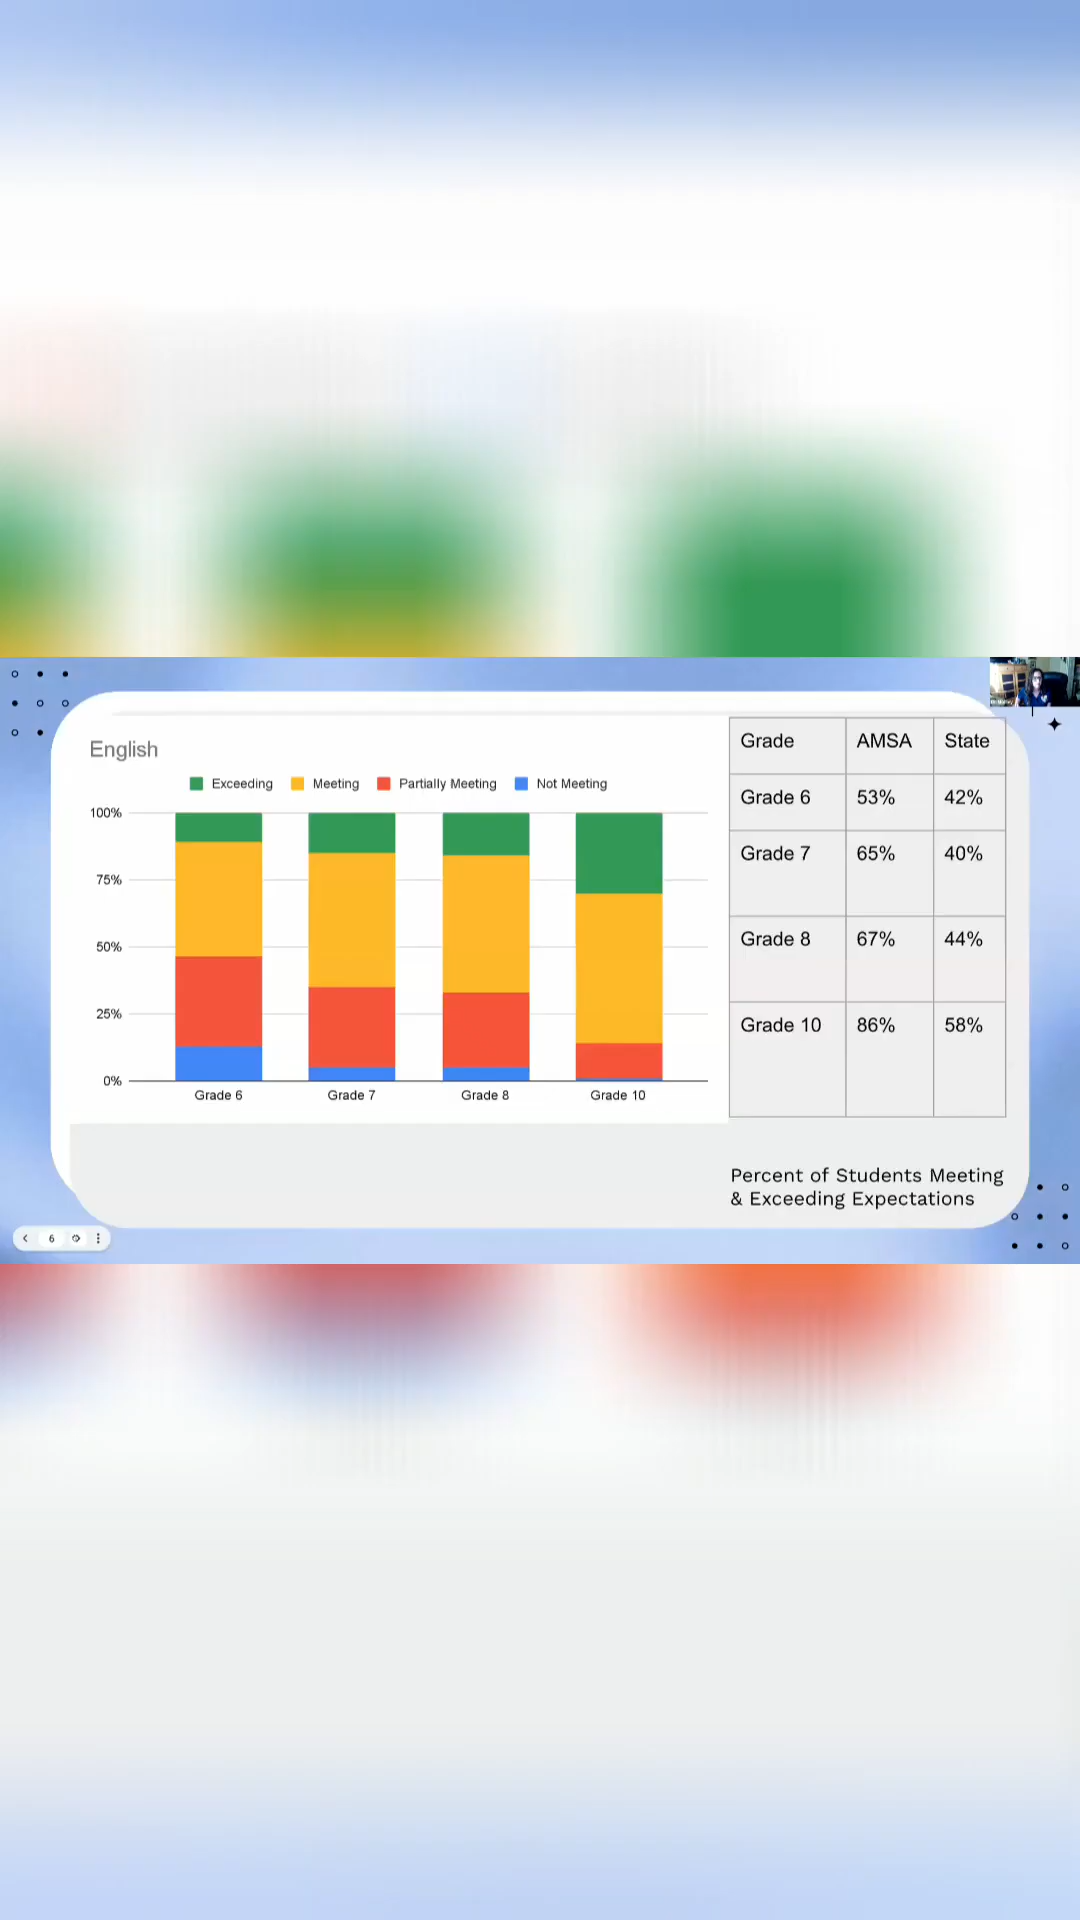 English
Exceeding Meeting Partially Meeting Not Meeting
100%
75%
50%
25%
0%
Grade 6 Grade 7 Grade 8 Grade 10
Grade AMSA State
Grade 6 53% 42%
Grade 7 65% 40%
Grade 8 67% 44%
Grade 10 86% 58%
Percent of Students Meeting
& Exceeding Expectations
6